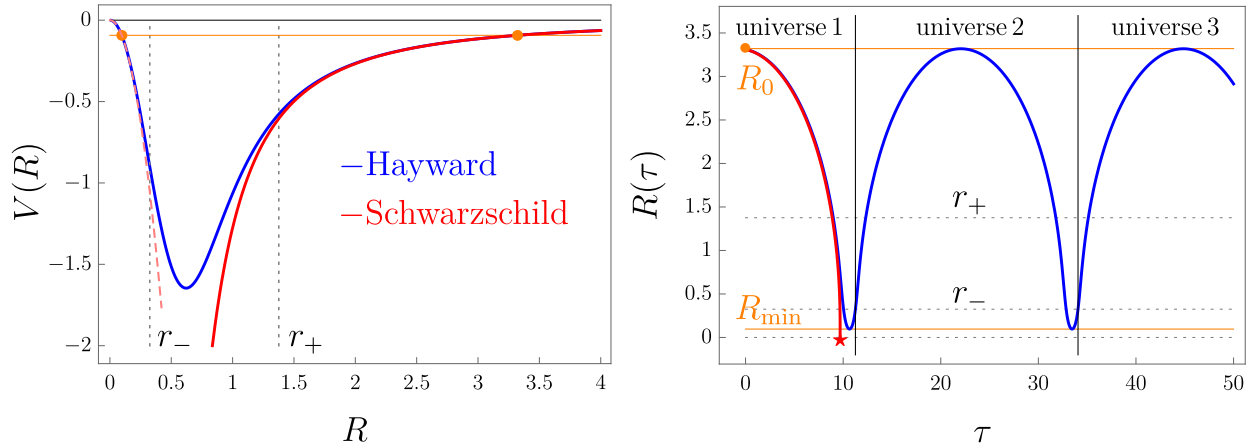 0
−0.5
−1
−1.5
−2
V(R)
−Hayward
−Schwarzschild
r−
r+
0 0.5 1 1.5 2 2.5 3 3.5 4
R
universe 1 universe 2 universe 3
3.5
3
2.5
2
1.5
1
0.5
0
R(τ)
R0
r+
r−
Rmin
0 10 20 30 40 50
τ